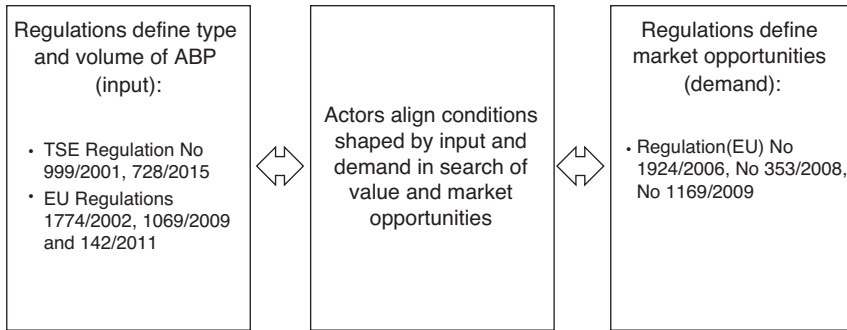 Regulations define type
and volume of ABP
(input):
• TSE Regulation No
999/2001, 728/2015
• EU Regulations
1774/2002, 1069/2009
and 142/2011
Actors align conditions
shaped by input and
demand in search of
value and market
opportunities
Regulations define
market opportunities
(demand):
• Regulation(EU) No
1924/2006, No 353/2008,
No 1169/2009